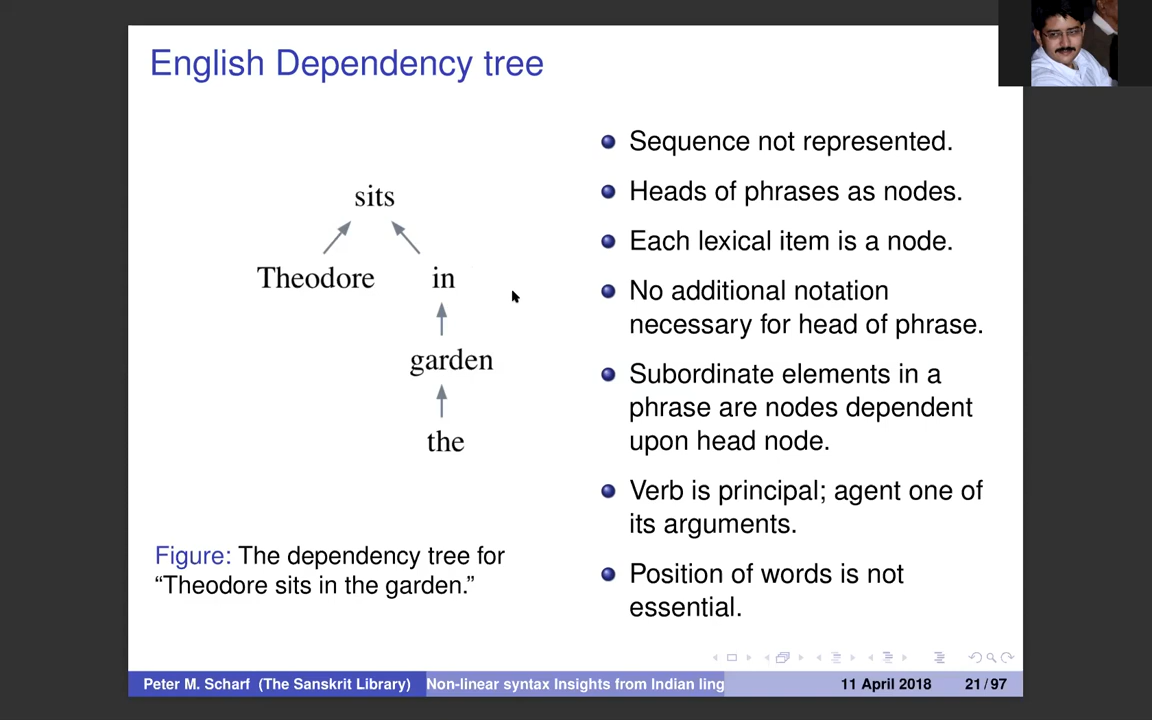 English Dependency tree
sits
Theodore in
garden
the
Figure: The dependency tree for
“Theodore sits in the garden.”
Sequence not represented.
Heads of phrases as nodes.
Each lexical item is a node.
No additional notation
necessary for head of phrase.
Subordinate elements in a
phrase are nodes dependent
upon head node.
Verb is principal; agent one of
its arguments.
Position of words is not
essential.
Peter M. Scharf (The Sanskrit Library) Non-linear syntax Insights from Indian ling 11 April 2018 21 / 97